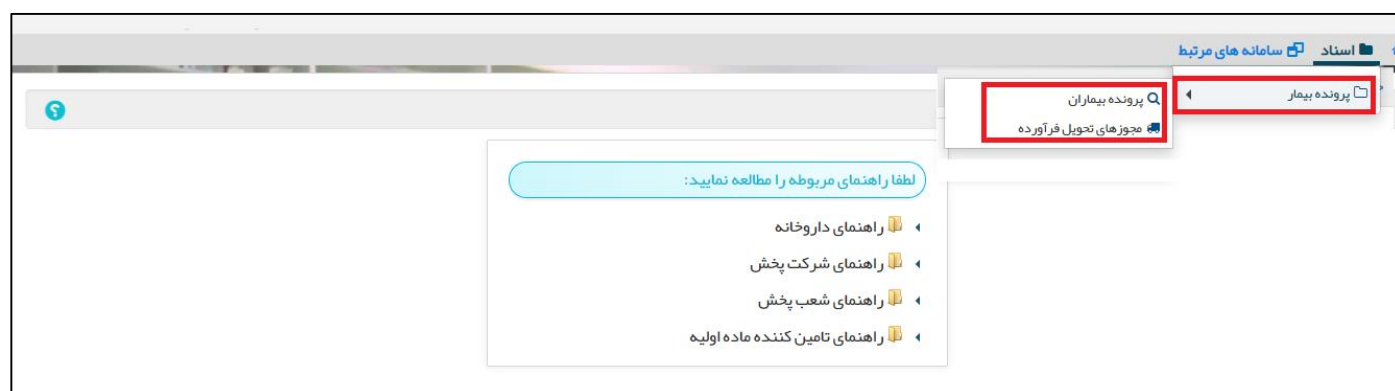 اسناد سامانه های مرتبط
پرونده بیمار
پرونده بیماران
مجوزهای تحویل فرآورده
لطفا راهنمای مربوطه را مطالعه نمایید:
راهنمای داروخانه
راهنمای شرکت پخش
راهنمای شعب پخش
راهنمای تامین کننده ماده اولیه